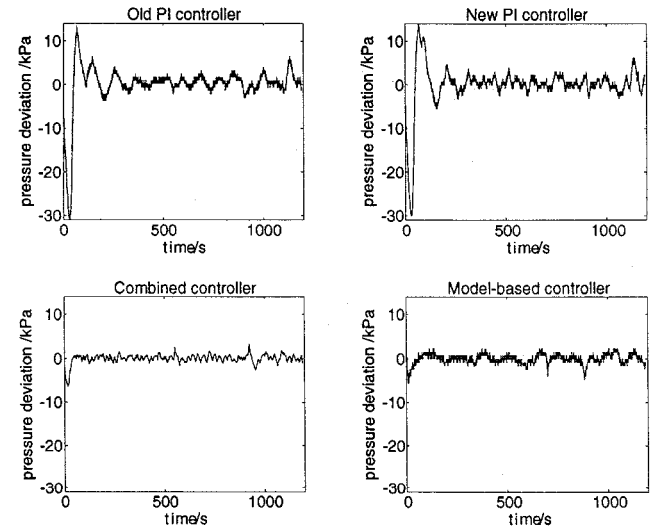 Old PI controller
10
0
-10
-20
-30
pressure deviation /kPa
0 500 1000
time/s
New PI controller
10
0
-10
-20
-30
pressure deviation /kPa
0 500 1000
time/s
Combined controller
10
0
-10
-20
-30
pressure deviation /kPa
0 500 1000
time/s
Model-based controller
10
0
-10
-20
-30
pressure deviation /kPa
0 500 1000
time/s